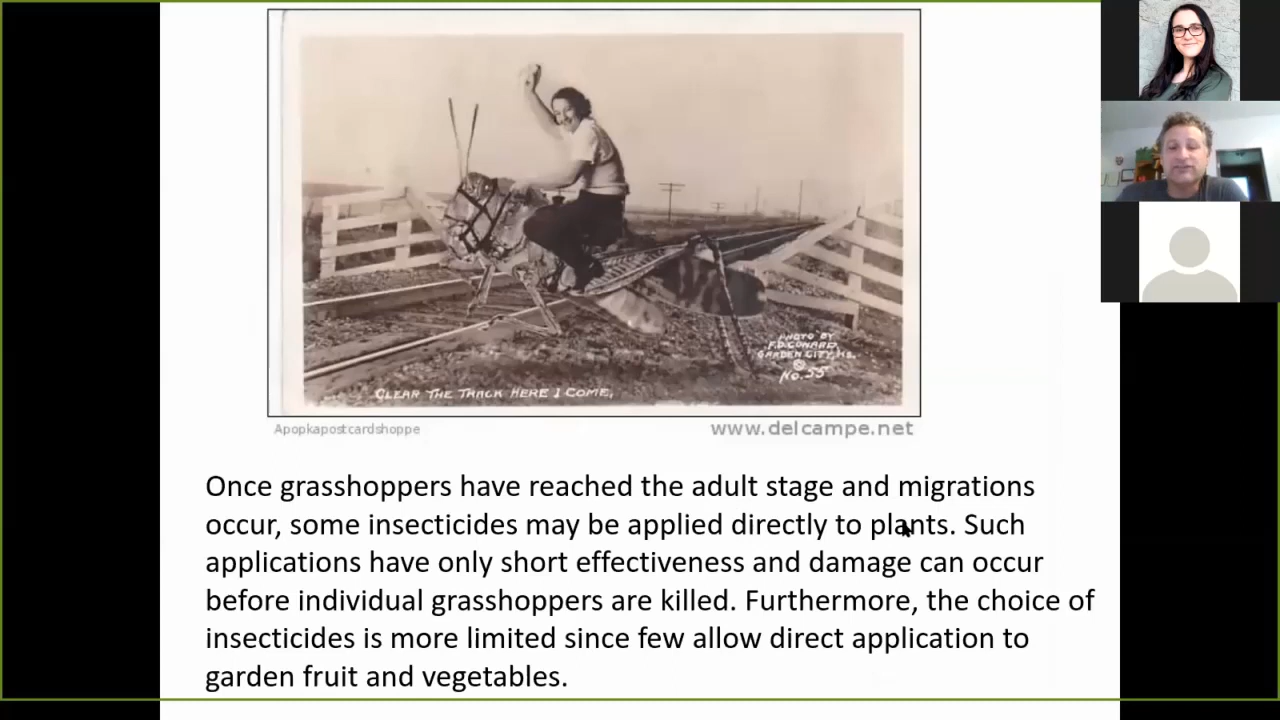 PHOTO BY
F.D. CONARD
GARDEN CITY, KS.
No. 55
CLEAR THE TRACK HERE I COME,
Apopkapostcardshoppe
www.delcampe.net
Once grasshoppers have reached the adult stage and migrations
occur, some insecticides may be applied directly to plants. Such
applications have only short effectiveness and damage can occur
before individual grasshoppers are killed. Furthermore, the choice of
insecticides is more limited since few allow direct application to
garden fruit and vegetables.